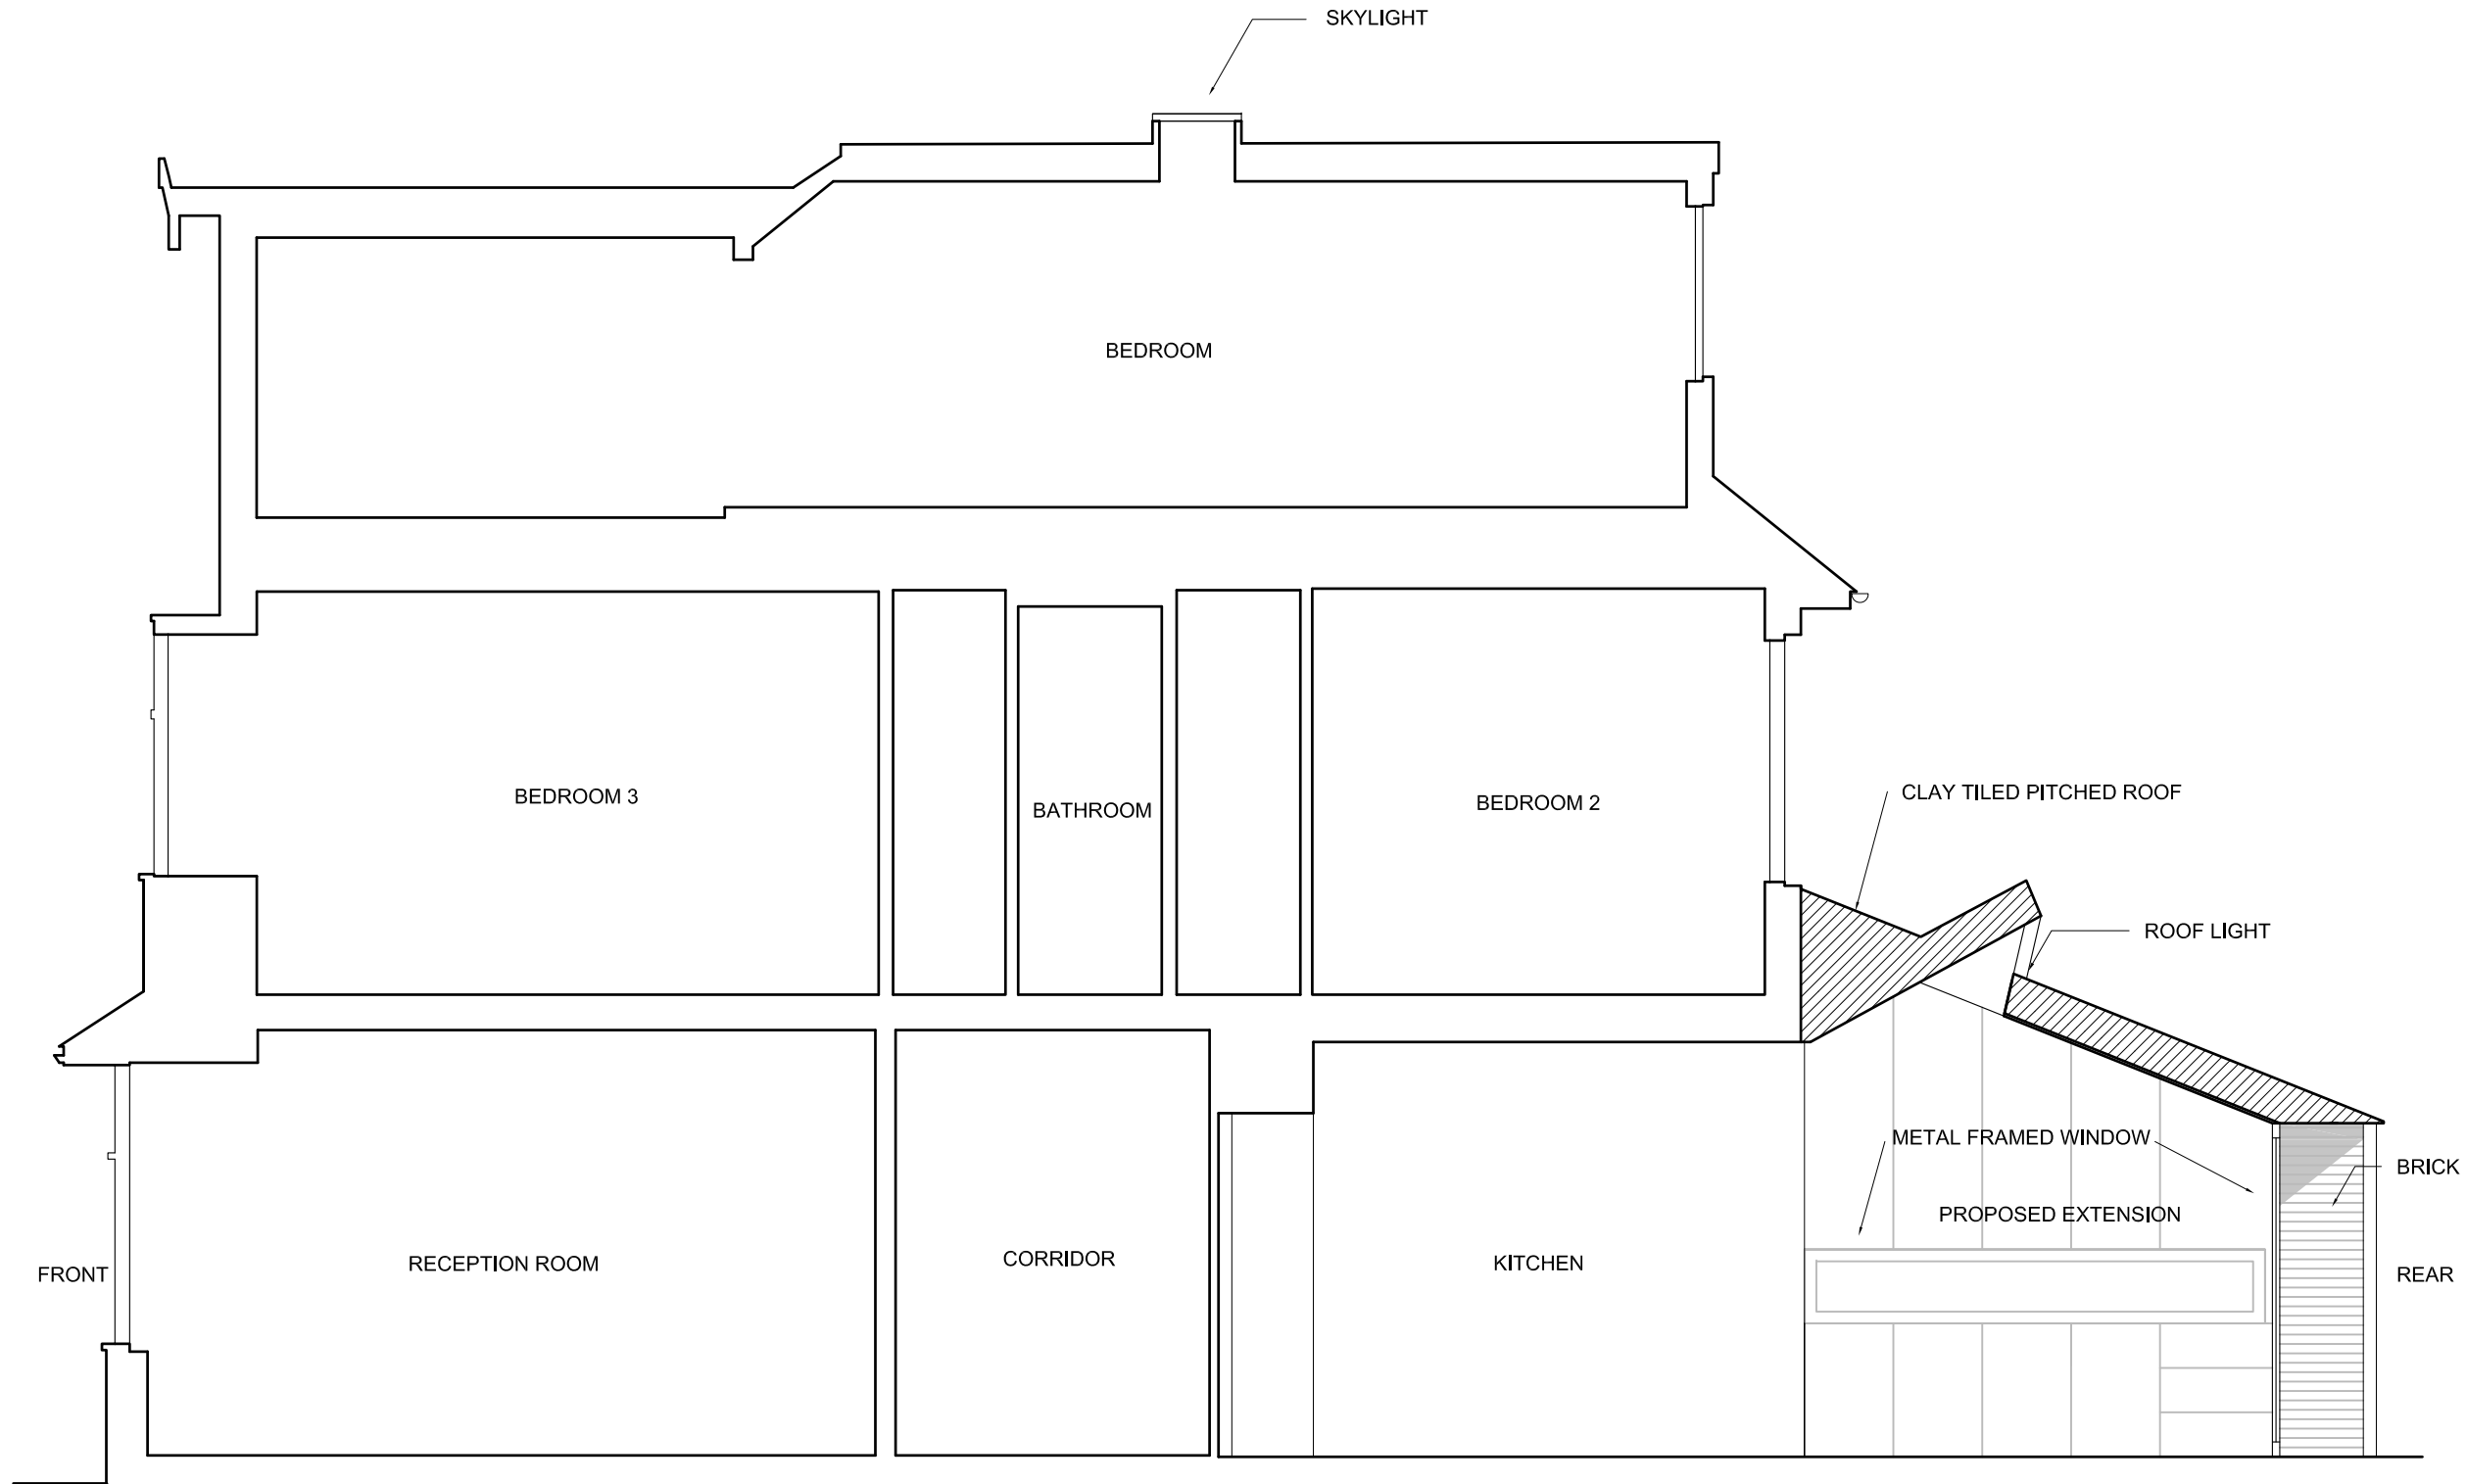 SKYLIGHT
BEDROOM
BEDROOM 3
BATHROOM
BEDROOM 2
CLAY TILED PITCHED ROOF
ROOF LIGHT
METAL FRAMED WINDOW
BRICK
PROPOSED EXTENSION
FRONT
RECEPTION ROOM
CORRIDOR
KITCHEN
REAR